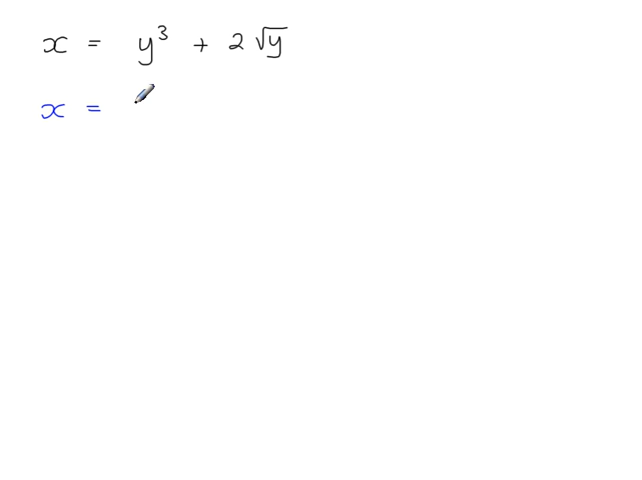 x = y³ + 2√y
x =